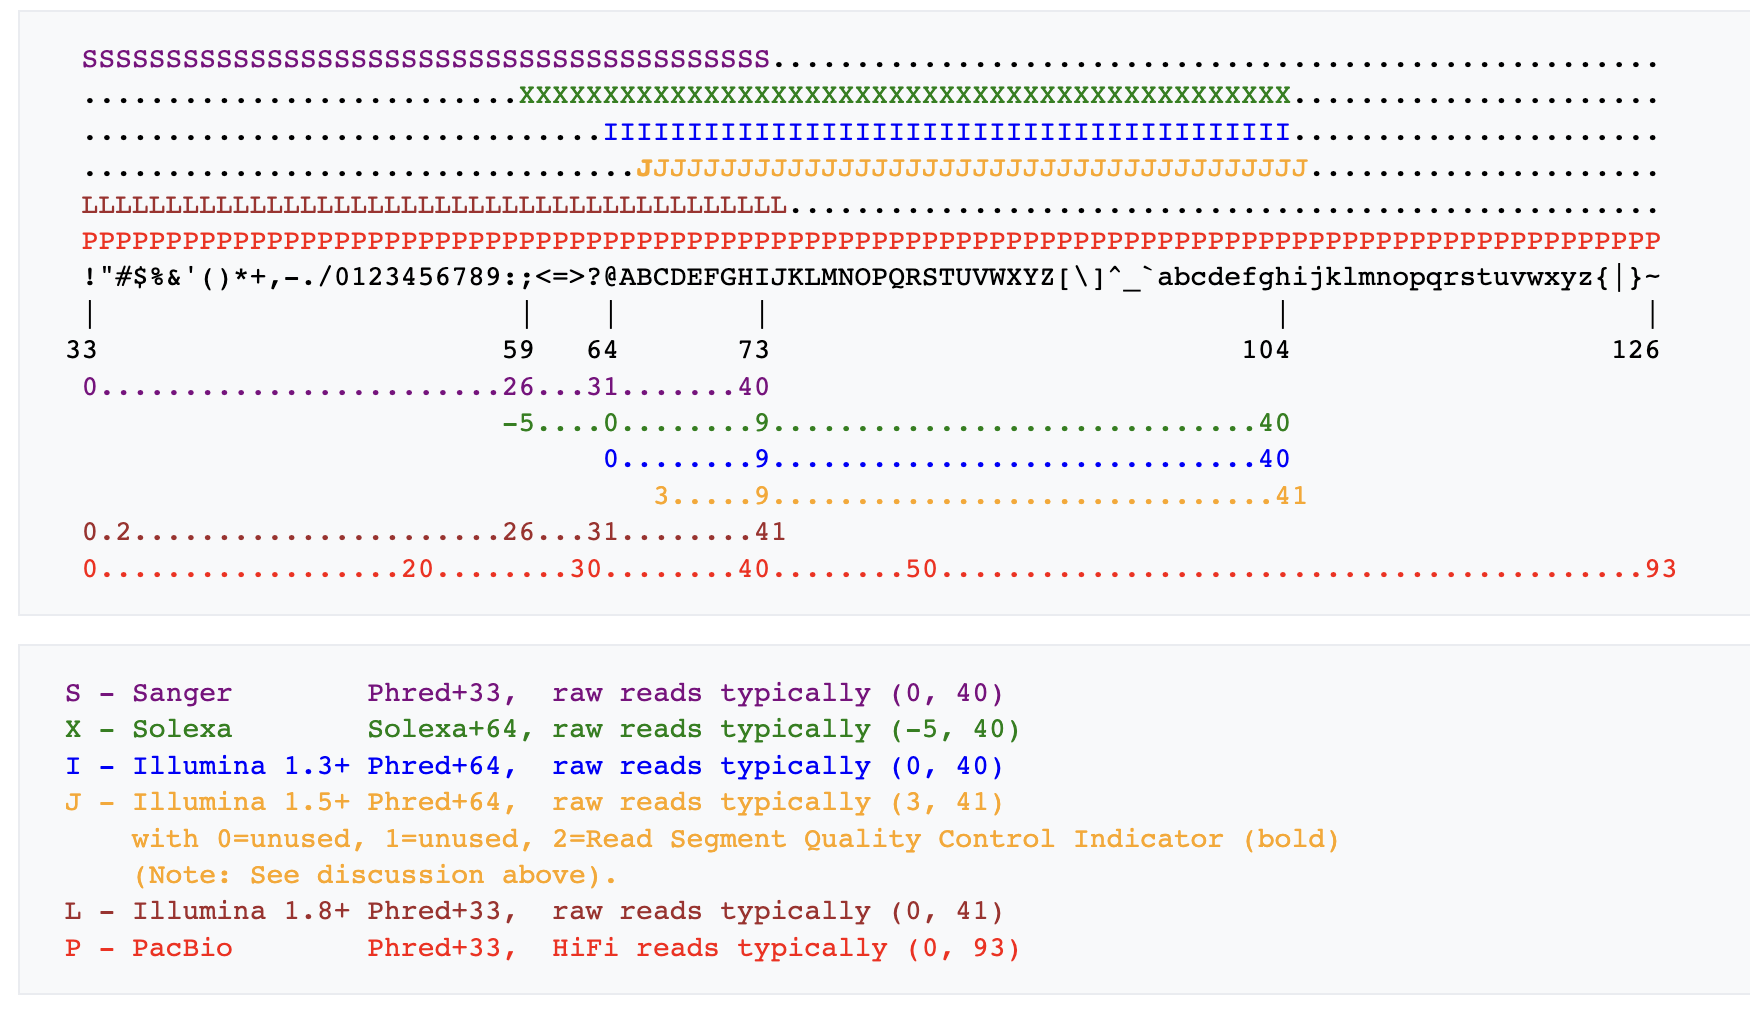 SSSSSSSSSSSSSSSSSSSSSSSSSSSSSSSSSSSSSSSSS.....................................................
..........................XXXXXXXXXXXXXXXXXXXXXXXXXXXXXXXXXXXXXXXXXXXXXX......................
...............................IIIIIIIIIIIIIIIIIIIIIIIIIIIIIIIIIIIIIIIII......................
.................................JJJJJJJJJJJJJJJJJJJJJJJJJJJJJJJJJJJJJJJJ.....................
LLLLLLLLLLLLLLLLLLLLLLLLLLLLLLLLLLLLLLLLLL....................................................
PPPPPPPPPPPPPPPPPPPPPPPPPPPPPPPPPPPPPPPPPPPPPPPPPPPPPPPPPPPPPPPPPPPPPPPPPPPPPPPPPPPPPPPPPPPPPP
!"#$%&'()*+,-./0123456789:;<=>?@ABCDEFGHIJKLMNOPQRSTUVWXYZ[\]^_`abcdefghijklmnopqrstuvwxyz{|}~
| | | | | |
33 59 64 73 104 126
0........................26...31.......40
-5....0........9.............................40
0........9.............................40
3.....9..............................41
0.2......................26...31........41
0..................20........30........40........50..........................................93
S - Sanger Phred+33, raw reads typically (0, 40)
X - Solexa Solexa+64, raw reads typically (-5, 40)
I - Illumina 1.3+ Phred+64, raw reads typically (0, 40)
J - Illumina 1.5+ Phred+64, raw reads typically (3, 41)
with 0=unused, 1=unused, 2=Read Segment Quality Control Indicator (bold)
(Note: See discussion above).
L - Illumina 1.8+ Phred+33, raw reads typically (0, 41)
P - PacBio Phred+33, HiFi reads typically (0, 93)